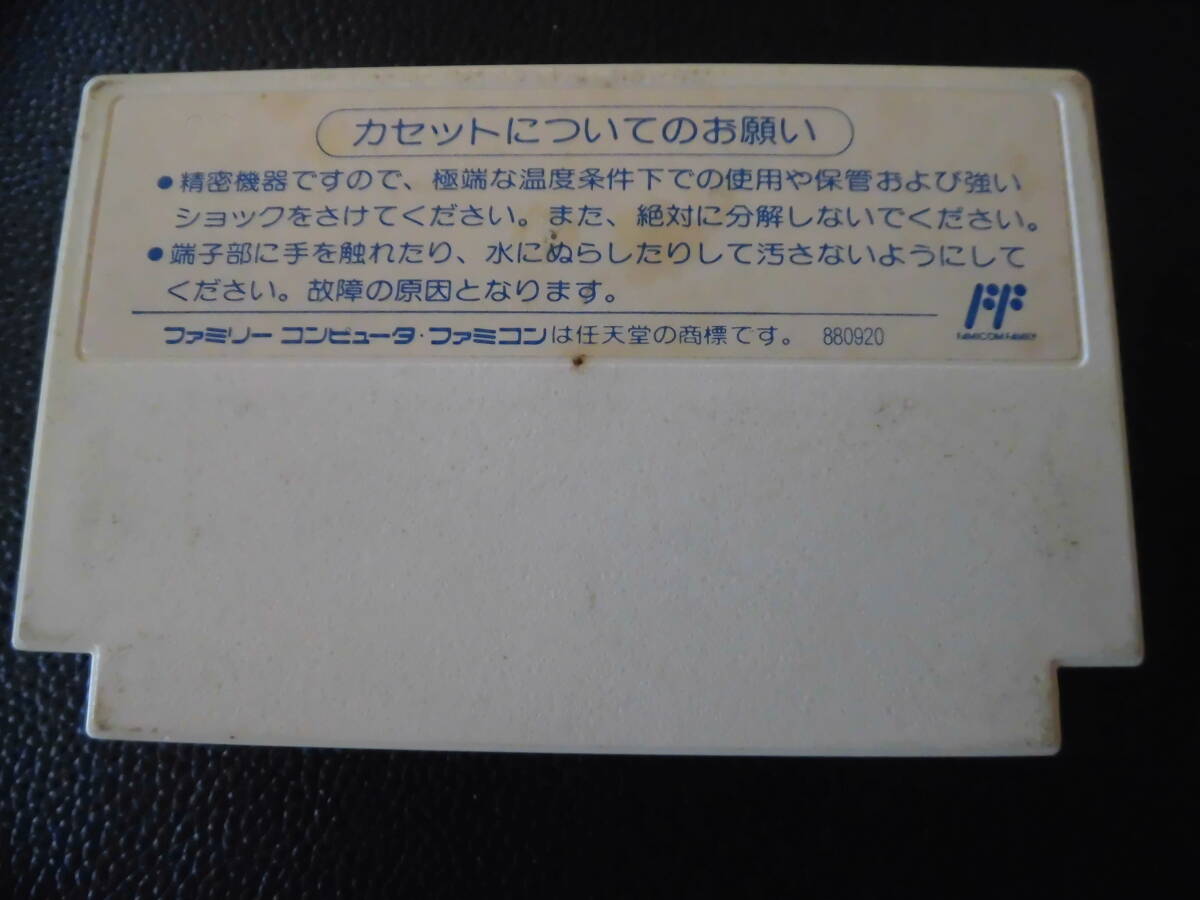 カセットについてのお願い
●精密機器ですので、極端な温度条件下での使用や保管および強い
ショックをさけてください。また、絶対に分解しないでください。
●端子部に手を触れたり、水にぬらしたりして汚さないようにして
ください。故障の原因となります。
ファミリー コンピュータ・ファミコンは任天堂の商標です。 880920
FF
FAMICOM FAMILY